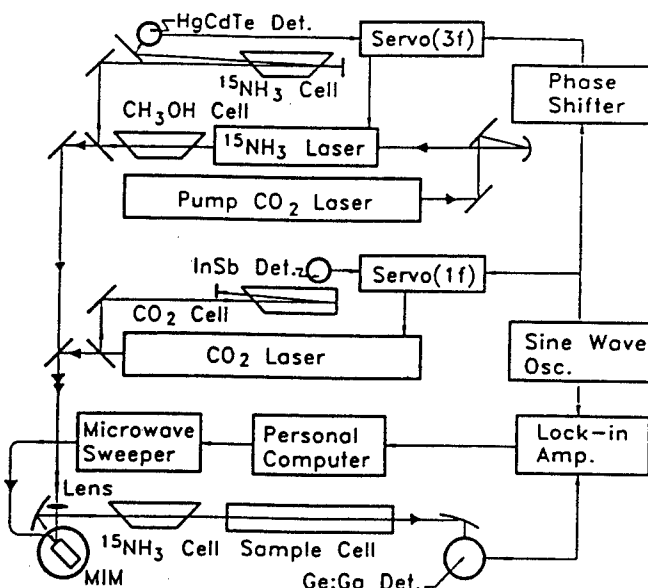 HgCdTe Det.
Servo(3f)
¹⁵NH₃ Cell
Phase
Shifter
CH₃OH Cell
¹⁵NH₃ Laser
Pump CO₂ Laser
InSb Det.
Servo(1f)
CO₂ Cell
CO₂ Laser
Sine Wave
Osc.
Microwave
Sweeper
Personal
Computer
Lock-in
Amp.
Lens
¹⁵NH₃ Cell
Sample Cell
MIM
Ge:Ga Det.